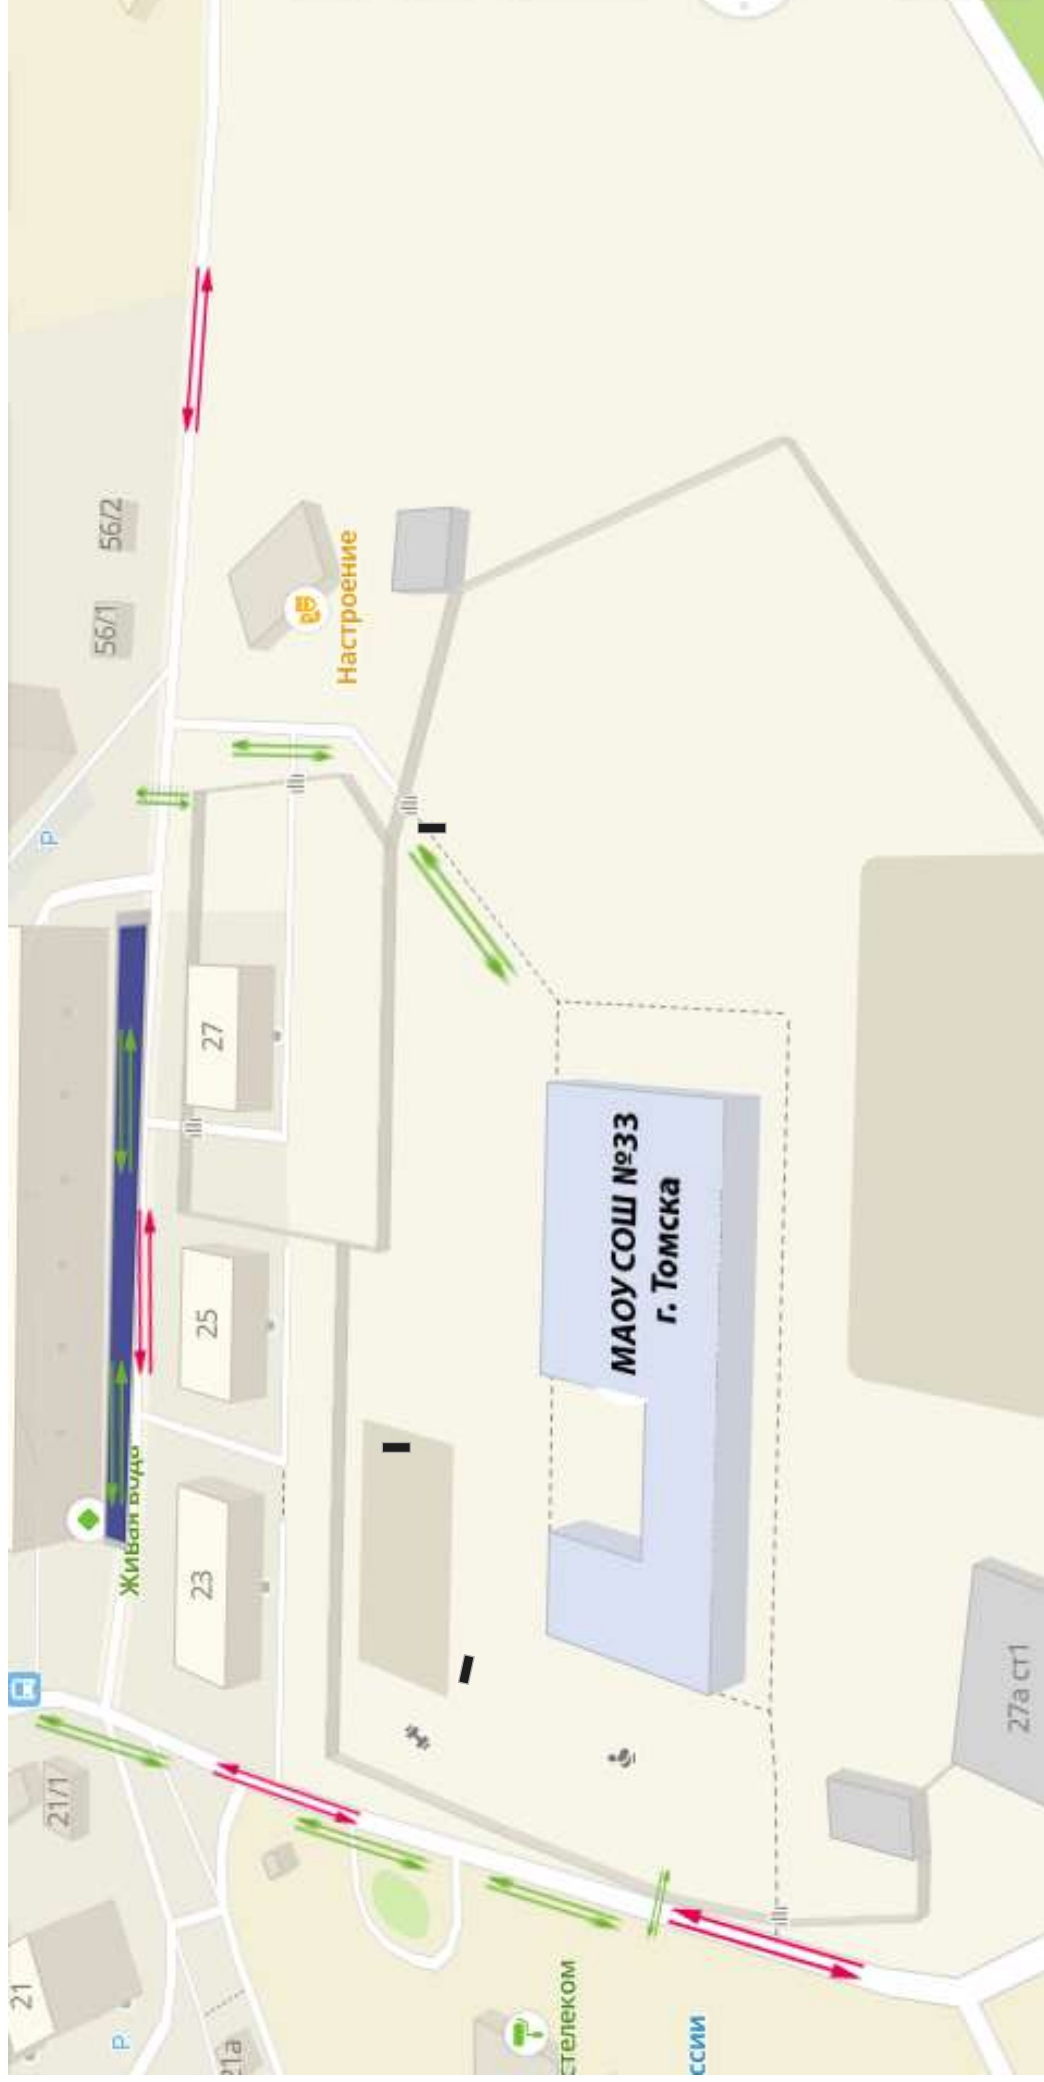 21
P
21/1
56/1
56/2
P
Живая вода
23
25
27
21а
Настроение
стелеком
МАОУ СОШ №33
г. Томска
ссии
27а ст1